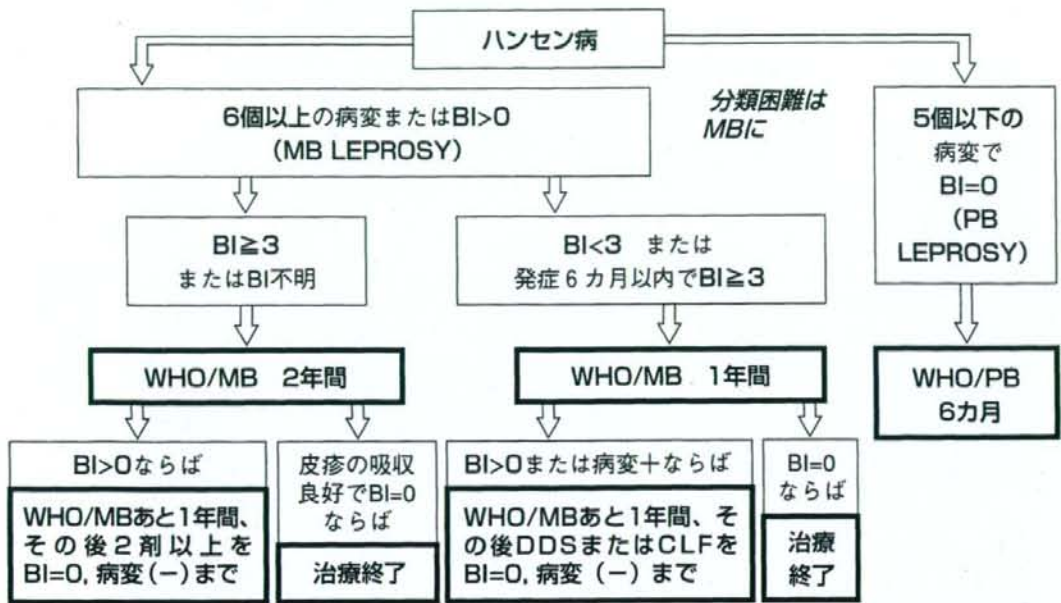 ハンセン病
6個以上の病変またはBI>0
(MB LEPROSY)
分類困難は
MBに
5個以下の
病変で
BI=0
(PB
LEPROSY)
BI≧3
またはBI不明
BI<3 または
発症6カ月以内でBI≧3
WHO/MB 2年間
WHO/MB 1年間
WHO/PB
6カ月
BI>0ならば
WHO/MBあと1年間、
その後2剤以上を
BI=0, 病変(−)まで
皮疹の吸収
良好でBI=0
ならば
治療終了
BI>0または病変+ならば
WHO/MBあと1年間、そ
の後DDSまたはCLFを
BI=0, 病変(−)まで
BI=0
ならば
治療
終了